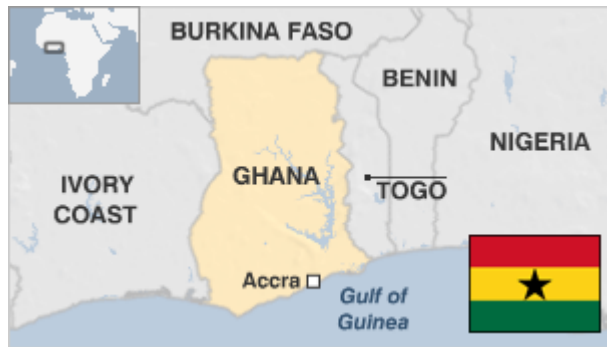 BURKINA FASO
BENIN
NIGERIA
GHANA
TOGO
IVORY
COAST
Accra
Gulf of
Guinea